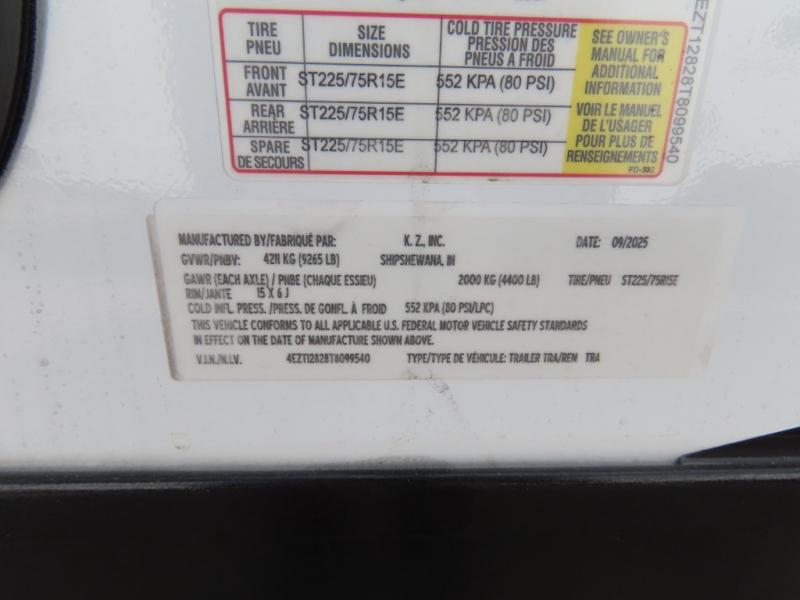 TIRE PNEU SIZE DIMENSIONS COLD TIRE PRESSURE PRESSION DES PNEUS A FROID
FRONT AVANT ST225/75R15E 552 KPA (80 PSI)
REAR ARRIÈRE ST225/75R15E 552 KPA (80 PSI)
SPARE DE SECOURS ST225/75R15E 552 KPA (80 PSI)
SEE OWNER'S
MANUAL FOR
ADDITIONAL
INFORMATION
VOIR LE MANUEL
DE L'USAGER
POUR PLUS DE
RENSEIGNEMENTS
EZT12828T8099540
MANUFACTURED BY/FABRIQUÉ PAR: K. Z., INC. DATE: 09/2025
GVWR/PNBV: 4211 KG (9265 LB) SHIPSHEWANA, IN
GAWR (EACH AXLE) / PNBE (CHAQUE ESSIEU) 2000 KG (4400 LB) TIRE/PNEU ST225/75R15E
RIM/JANTE 15 X 6 J
COLD INFL. PRESS. /PRESS. DE GONFL. À FROID 552 KPA (80 PSI/LPC)
THIS VEHICLE CONFORMS TO ALL APPLICABLE U.S. FEDERAL MOTOR VEHICLE SAFETY STANDARDS
IN EFFECT ON THE DATE OF MANUFACTURE SHOWN ABOVE.
V.I.N./N.I.V. 4EZT12828T8099540 TYPE/TYPE DE VÉHICULE: TRAILER TRA/REM TRA